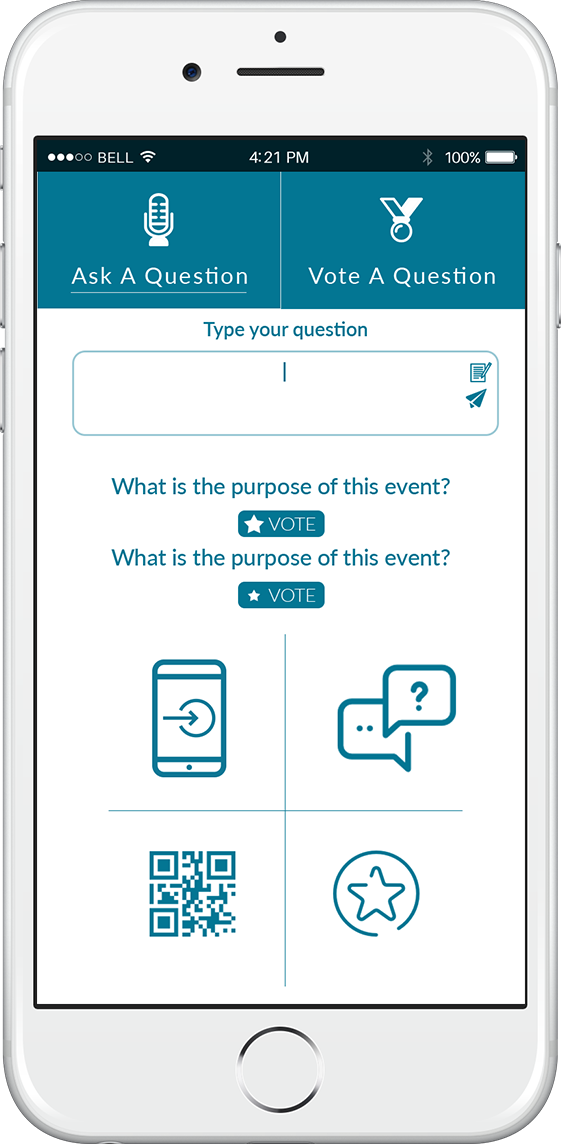 BELL 4:21 PM 100%
Ask A Question Vote A Question
Type your question
What is the purpose of this event?
VOTE
What is the purpose of this event?
VOTE
?